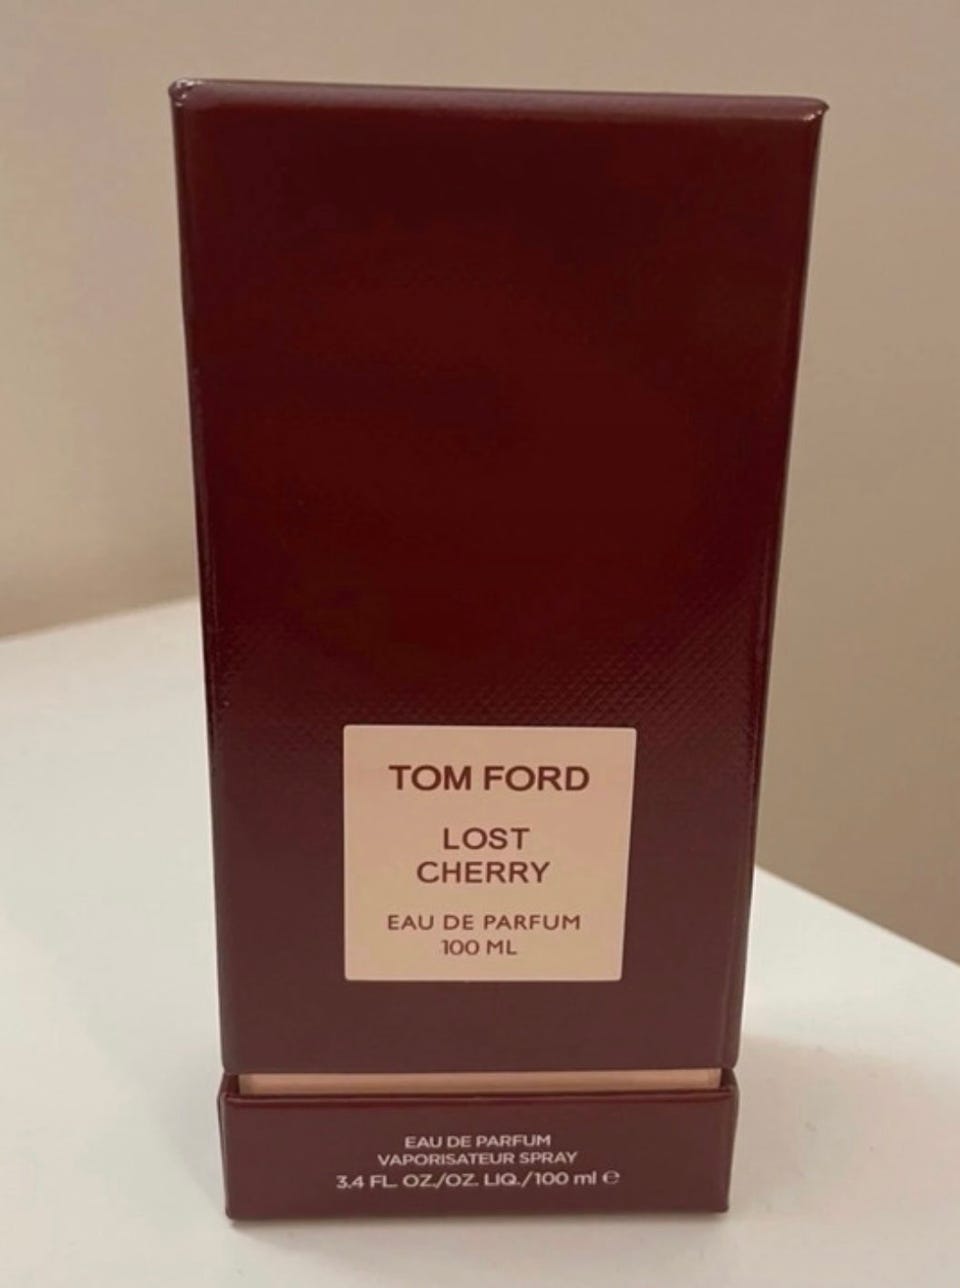 TOM FORD
LOST
CHERRY
EAU DE PARFUM
100 ML
EAU DE PARFUM
VAPORISATEUR SPRAY
3.4 FL. OZ./OZ. LIQ./100 ml ℮